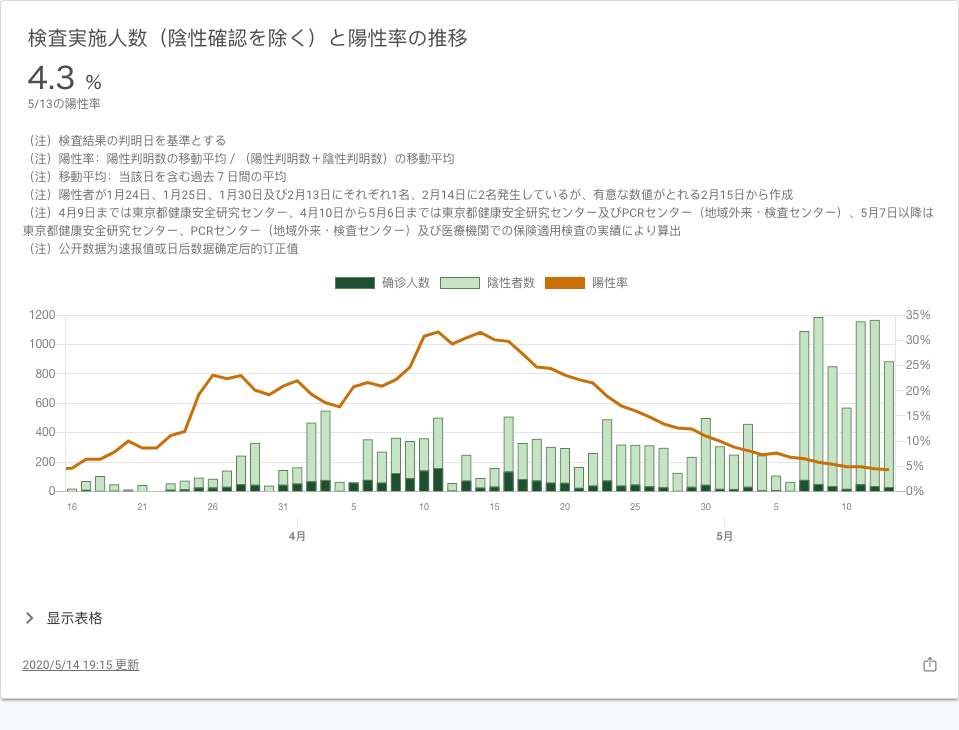 検査実施人数（陰性確認を除く）と陽性率の推移
4.3 %
5/13の陽性率
（注）検査結果の判明日を基準とする
（注）陽性率：陽性判明数の移動平均 / （陽性判明数＋陰性判明数）の移動平均
（注）移動平均：当該日を含む過去７日間の平均
（注）陽性者が1月24日、1月25日、1月30日及び2月13日にそれぞれ1名、2月14日に2名発生しているが、有意な数値がとれる2月15日から作成
（注）4月9日までは東京都健康安全研究センター、4月10日から5月6日までは東京都健康安全研究センター及びPCRセンター（地域外来・検査センター）、5月7日以降は
東京都健康安全研究センター、PCRセンター（地域外来・検査センター）及び医療機関での保険適用検査の実績により算出
（注）公开数据为速报值或日后数据确定后的订正值
确诊人数 陰性者数 陽性率
1200 35%
1000 30%
800 25%
600 20%
400 15%
200 10%
0 5%
0%
16 21 26 31 5 10 15 20 25 30 5 10
4月 5月
显示表格
2020/5/14 19:15 更新